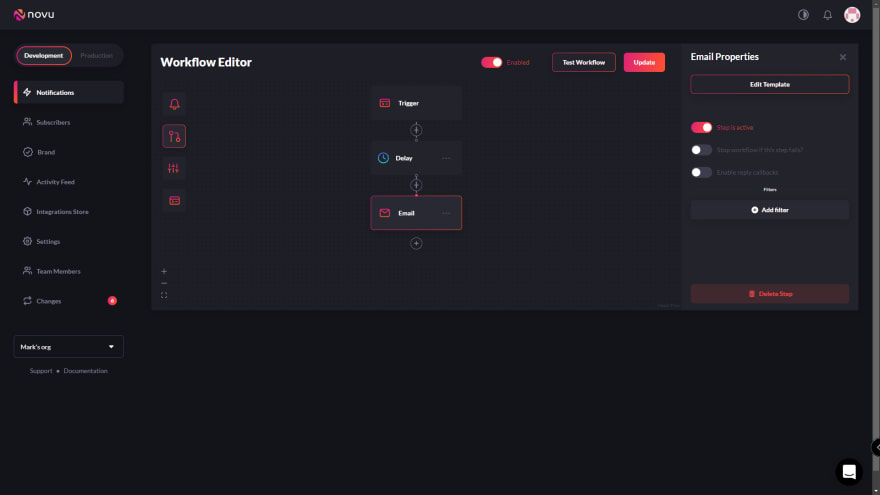 novu
Development
Production
Notifications
Subscribers
Brand
Activity Feed
Integrations Store
Settings
Team Members
Changes
6
Mark's org
Support • Documentation
Workflow Editor
Enabled
Test Workflow
Update
Trigger
Delay
Email
Email Properties
Edit Template
Step is active
Stop workflow if this step fails?
Enable reply callbacks
Filters
Add filter
Delete Step